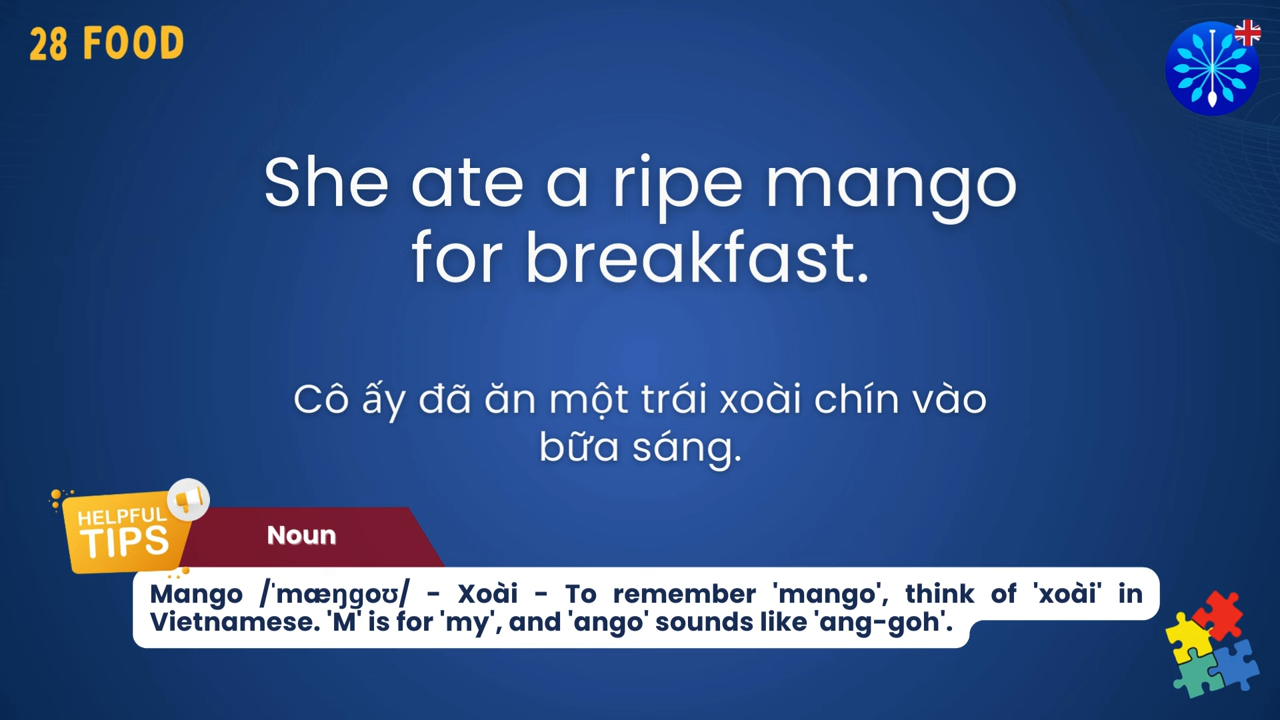 28 FOOD
She ate a ripe mango
for breakfast.
Cô ấy đã ăn một trái xoài chín vào
bữa sáng.
HELPFUL
TIPS
Noun
Mango /ˈmæŋɡoʊ/ - Xoài - To remember 'mango', think of 'xoài' in
Vietnamese. 'M' is for 'my', and 'ango' sounds like 'ang-goh'.